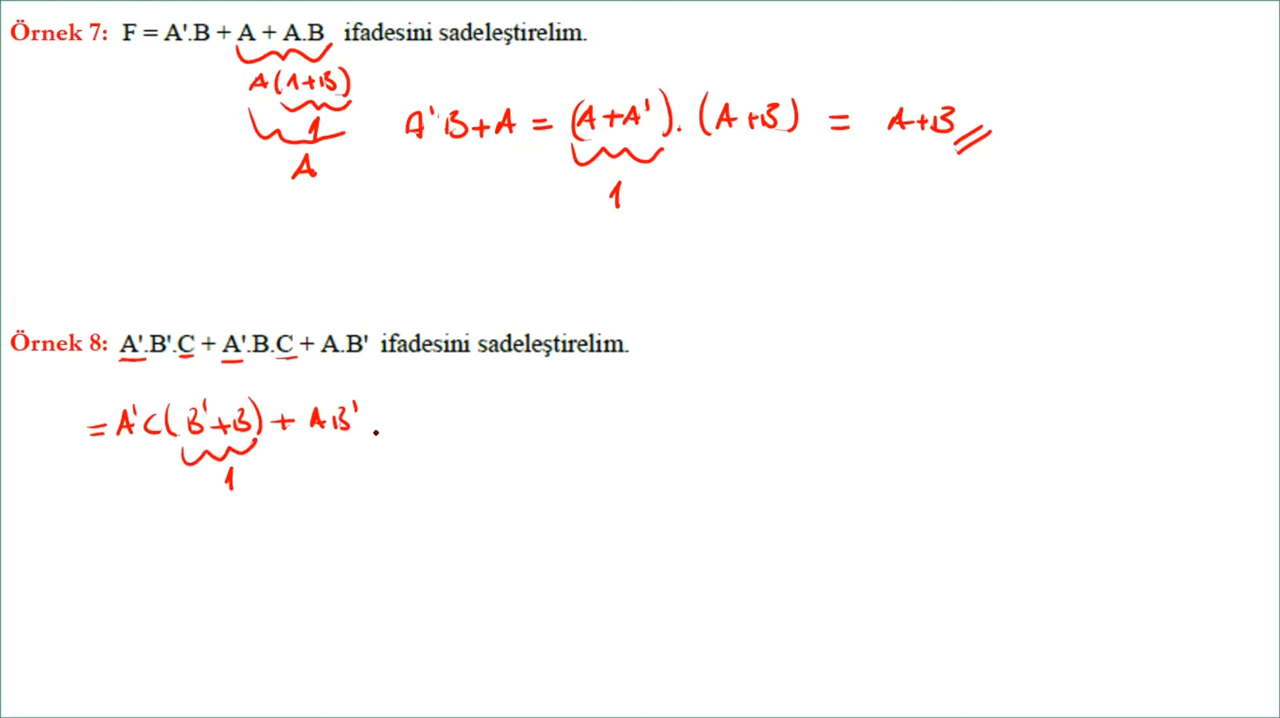 Örnek 7: F = A'.B + A + A.B ifadesini sadeleştirelim.
A(1+B)
1
A
A'B+A = (A+A').(A+B) = A+B
1
Örnek 8: A'.B'.C + A'.B.C + A.B' ifadesini sadeleştirelim.
= A'C(B'+B) + AB'
1